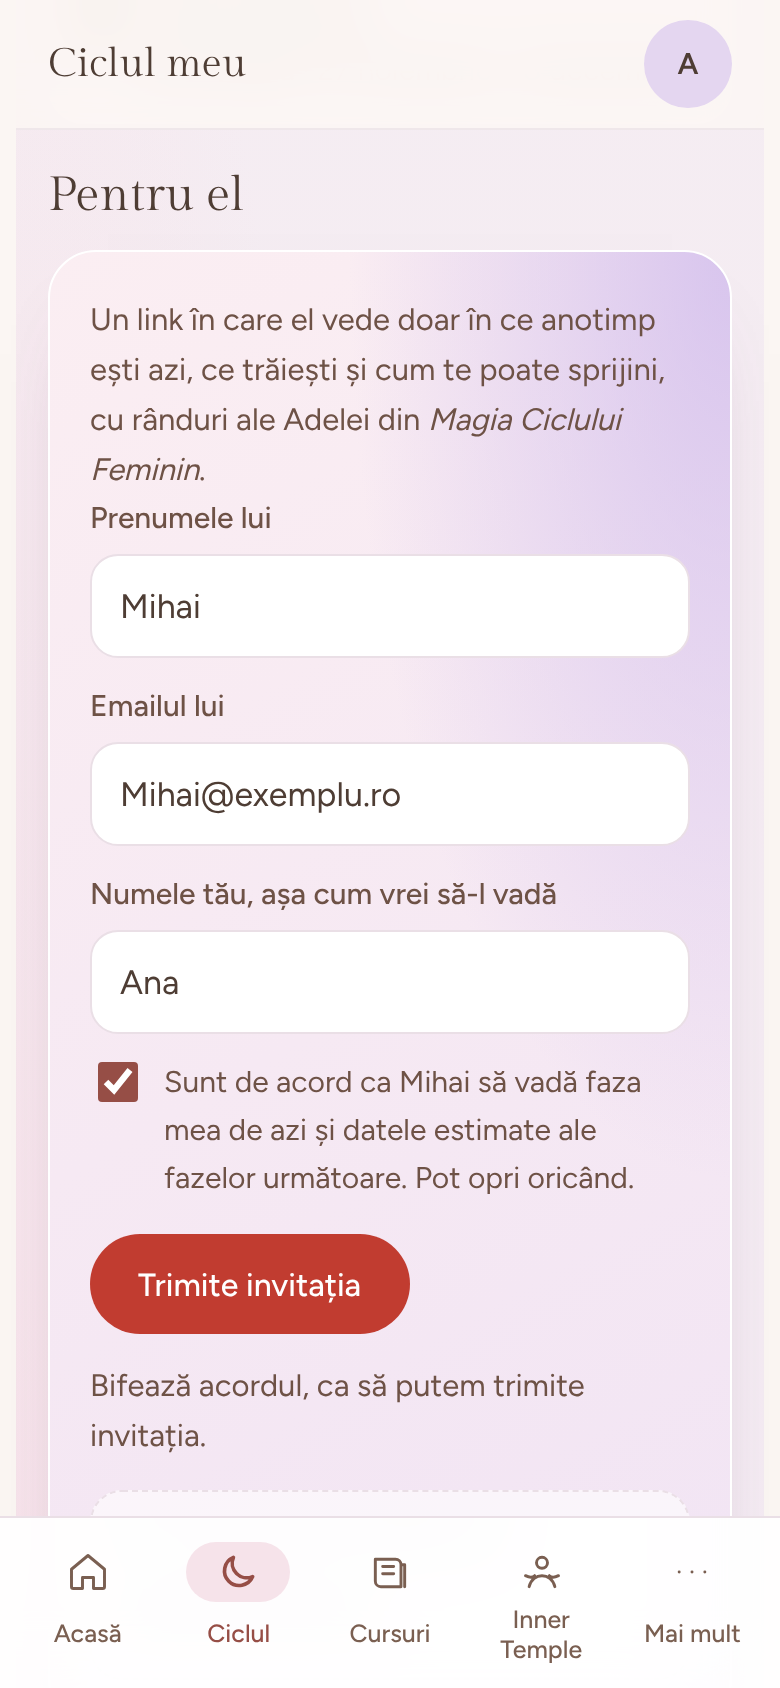 Ciclul meu
A
Pentru el
Un link în care el vede doar în ce anotimp
ești azi, ce trăiești și cum te poate sprijini,
cu rânduri ale Adelei din Magia Ciclului
Feminin.
Prenumele lui
Mihai
Emailul lui
Mihai@exemplu.ro
Numele tău, așa cum vrei să-l vadă
Ana
Sunt de acord ca Mihai să vadă faza
mea de azi și datele estimate ale
fazelor următoare. Pot opri oricând.
Trimite invitația
Bifează acordul, ca să putem trimite
invitația.
Acasă
Ciclul
Cursuri
Inner
Temple
Mai mult